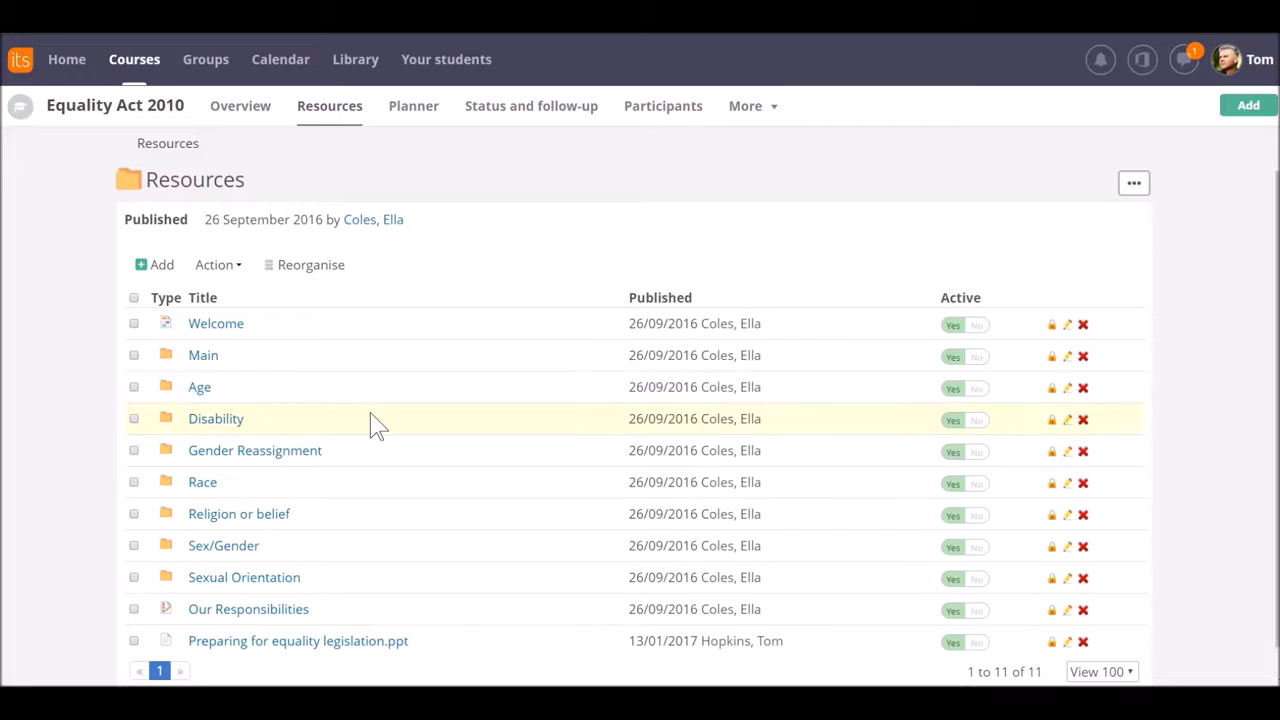 its Home Courses Groups Calendar Library Your students 1 Tom
Equality Act 2010 Overview Resources Planner Status and follow-up Participants More Add
Resources
Resources ...
Published 26 September 2016 by Coles, Ella
Add Action Reorganise
Type Title Published Active
Welcome 26/09/2016 Coles, Ella Yes No
Main 26/09/2016 Coles, Ella Yes No
Age 26/09/2016 Coles, Ella Yes No
Disability 26/09/2016 Coles, Ella Yes No
Gender Reassignment 26/09/2016 Coles, Ella Yes No
Race 26/09/2016 Coles, Ella Yes No
Religion or belief 26/09/2016 Coles, Ella Yes No
Sex/Gender 26/09/2016 Coles, Ella Yes No
Sexual Orientation 26/09/2016 Coles, Ella Yes No
Our Responsibilities 26/09/2016 Coles, Ella Yes No
Preparing for equality legislation.ppt 13/01/2017 Hopkins, Tom Yes No
« 1 » 1 to 11 of 11 View 100